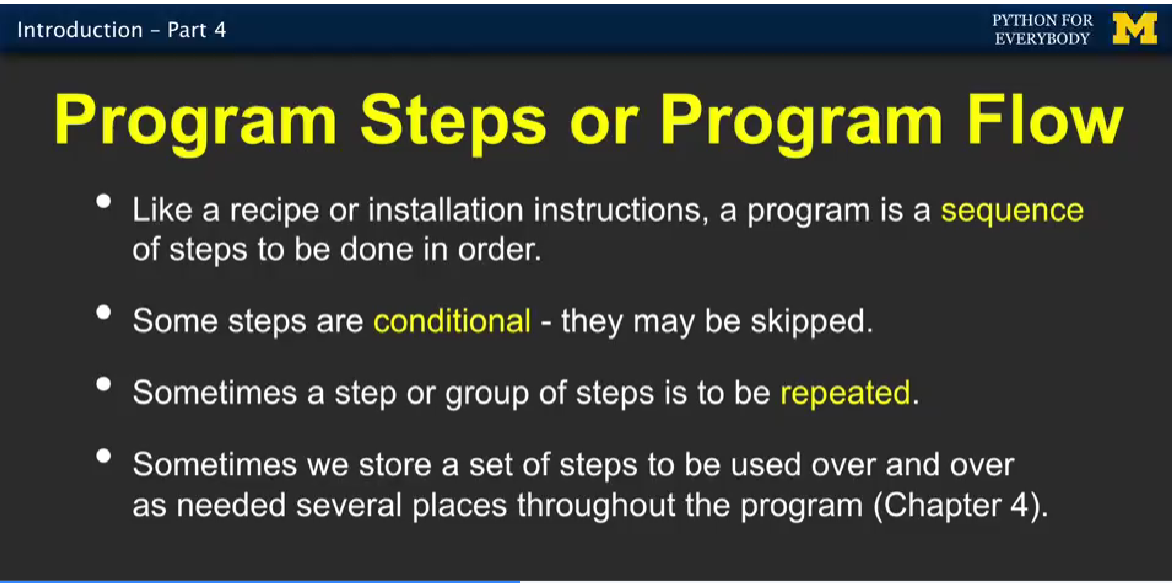 Introduction – Part 4
PYTHON FOR
EVERYBODY
M
Program Steps or Program Flow
• Like a recipe or installation instructions, a program is a sequence
of steps to be done in order.
• Some steps are conditional - they may be skipped.
• Sometimes a step or group of steps is to be repeated.
• Sometimes we store a set of steps to be used over and over
as needed several places throughout the program (Chapter 4).